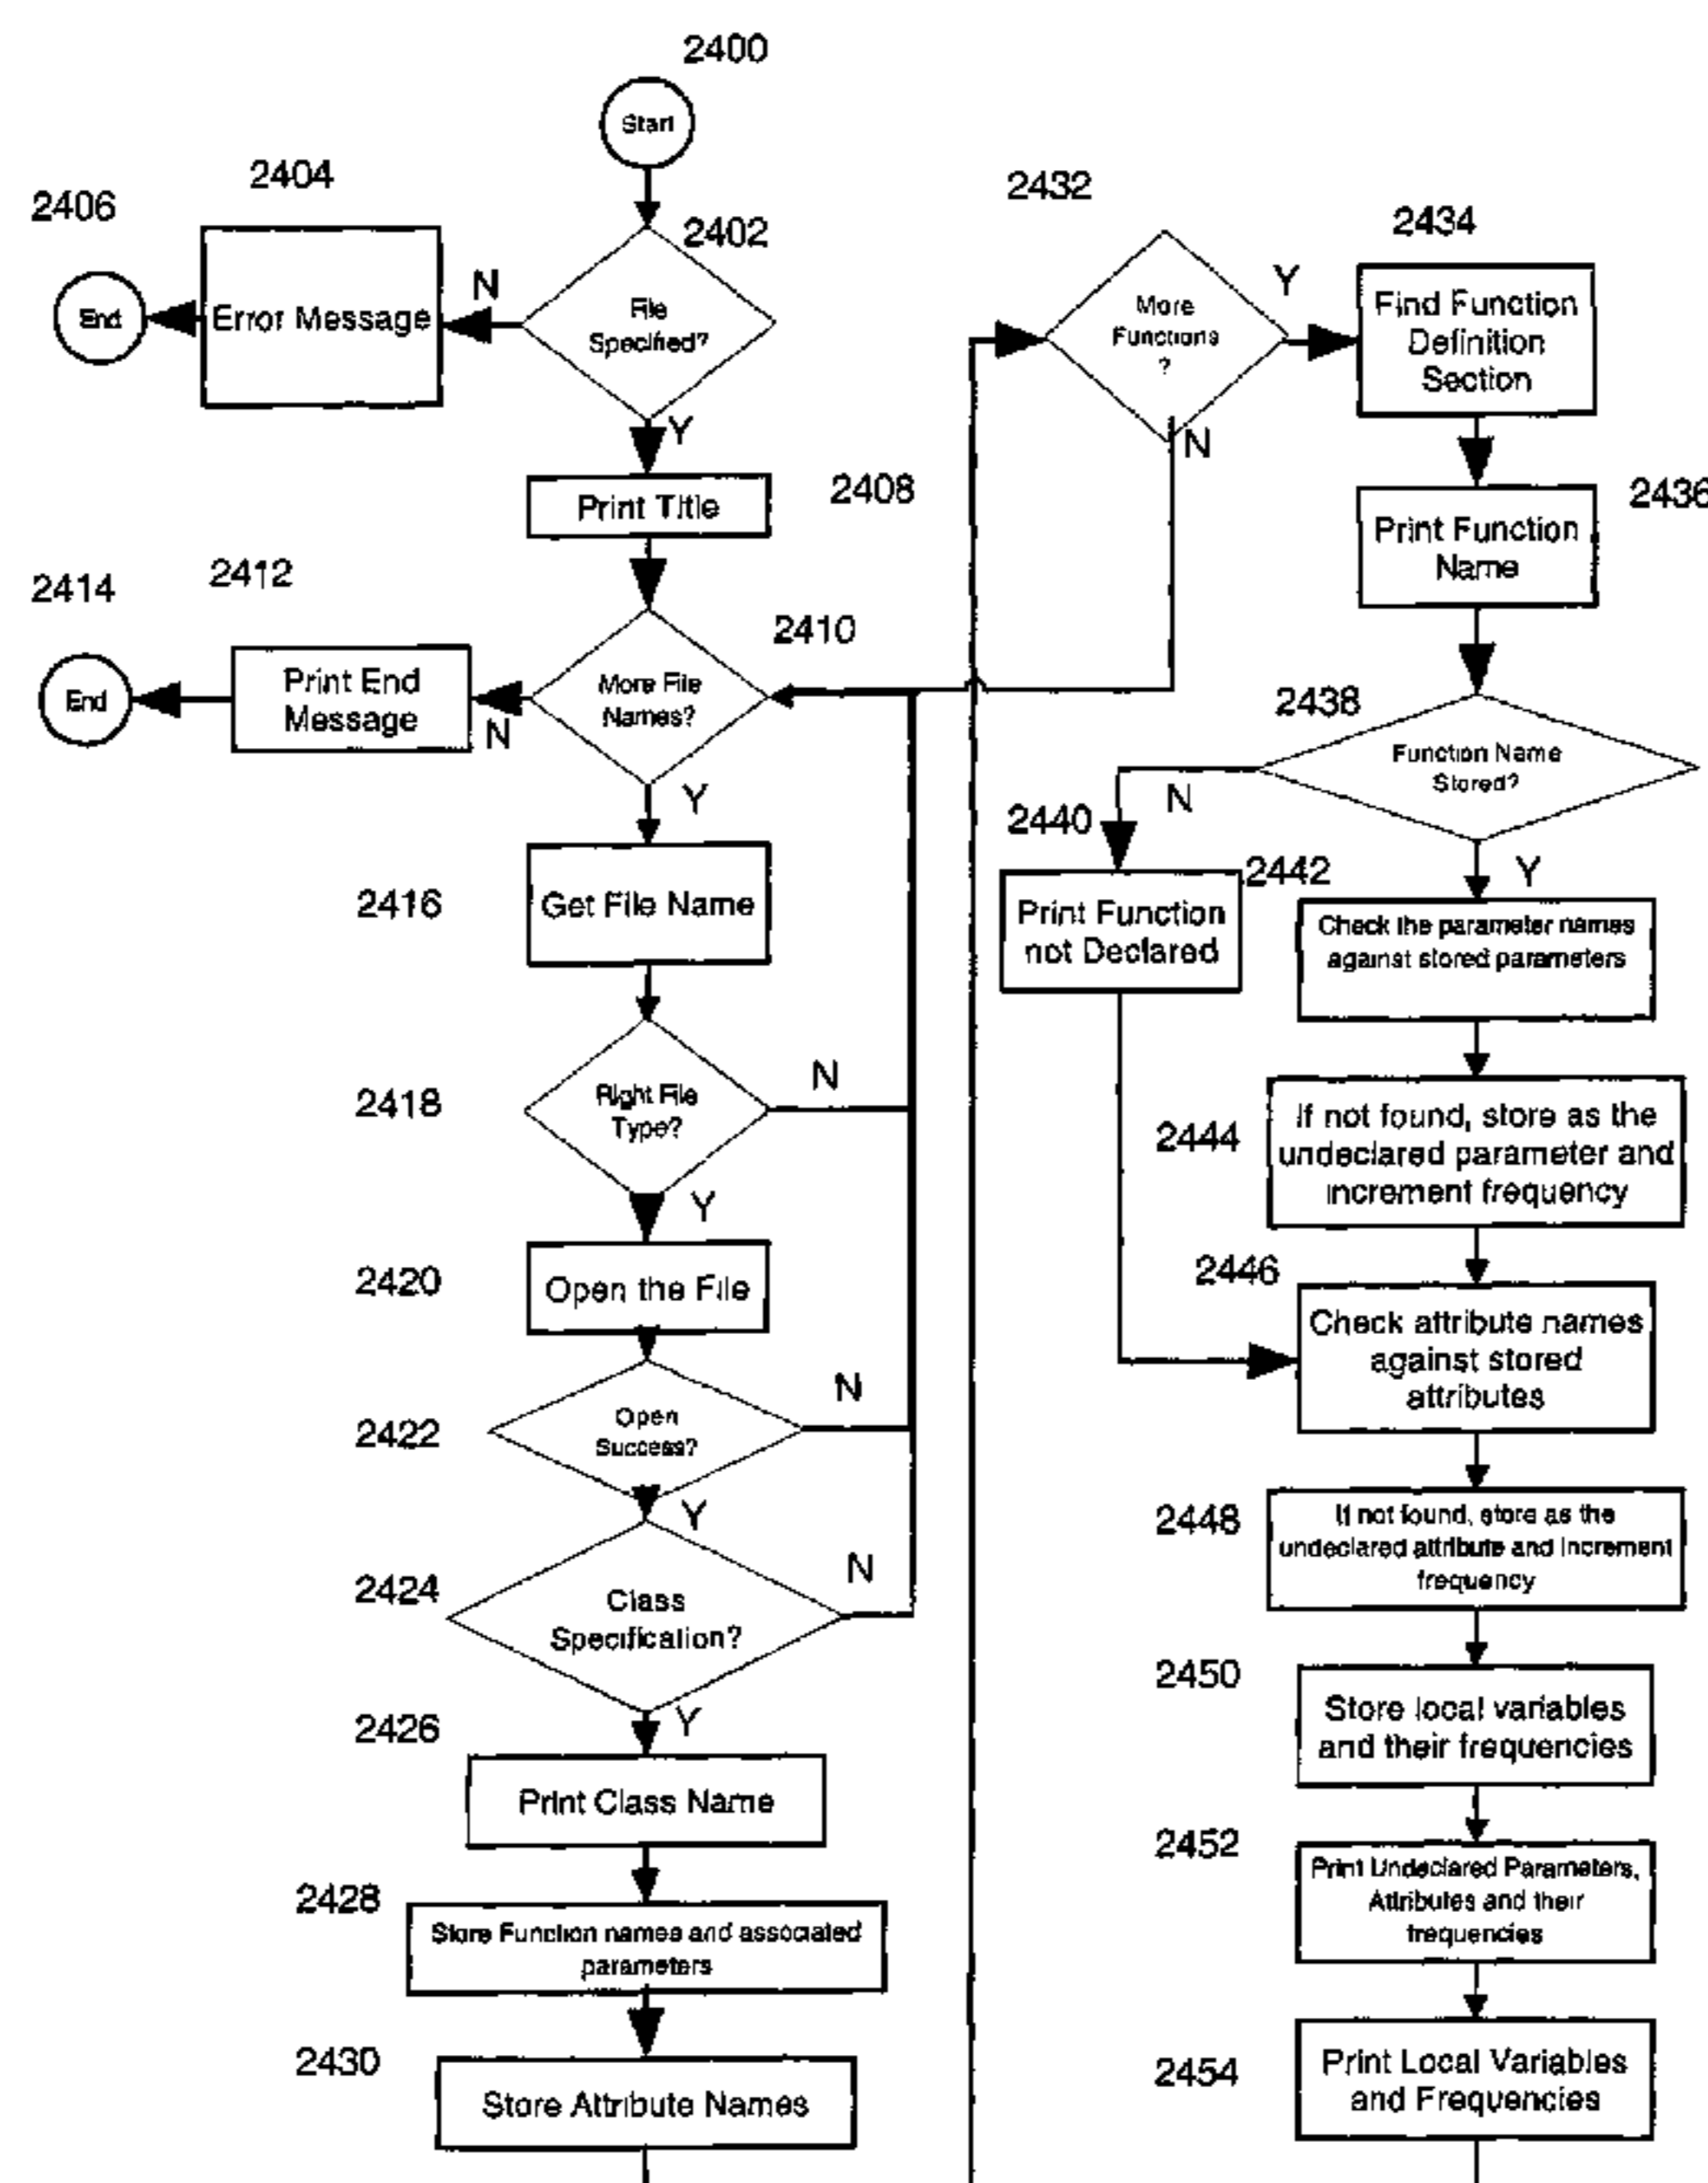 2400
Start
2402
File
Specified?
N
2404
Error Message
2406
End
Y
Print Title
2408
2410
More File
Names?
N
2412
Print End
Message
2414
End
Y
2416
Get File Name
2418
Right File
Type?
N
Y
2420
Open the File
2422
Open
Success?
N
Y
2424
Class
Specification?
N
Y
2426
Print Class Name
2428
Store Function names and associated
parameters
2430
Store Attribute Names
2432
More
Functions
?
Y
N
2434
Find Function
Definition
Section
2436
Print Function
Name
2438
Function Name
Stored?
N
2440
Print Function
not Declared
Y
2442
Check the parameter names
against stored parameters
2444
If not found, store as the
undeclared parameter and
increment frequency
2446
Check attribute names
against stored
attributes
2448
If not found, store as the
undeclared attribute and increment
frequency
2450
Store local variables
and their frequencies
2452
Print Undeclared Parameters,
Attributes and their
frequencies
2454
Print Local Variables
and Frequencies